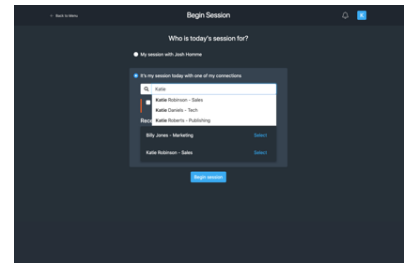 < Back to Menu
Begin Session
K
Who is today's session for?
My session with Josh Homme
It's my session today with one of my connections
Katie
Katie Robinson - Sales
Katie Daniels - Tech
Katie Roberts - Publishing
Rece
Billy Jones - Marketing
Select
Katie Robinson - Sales
Select
Begin session